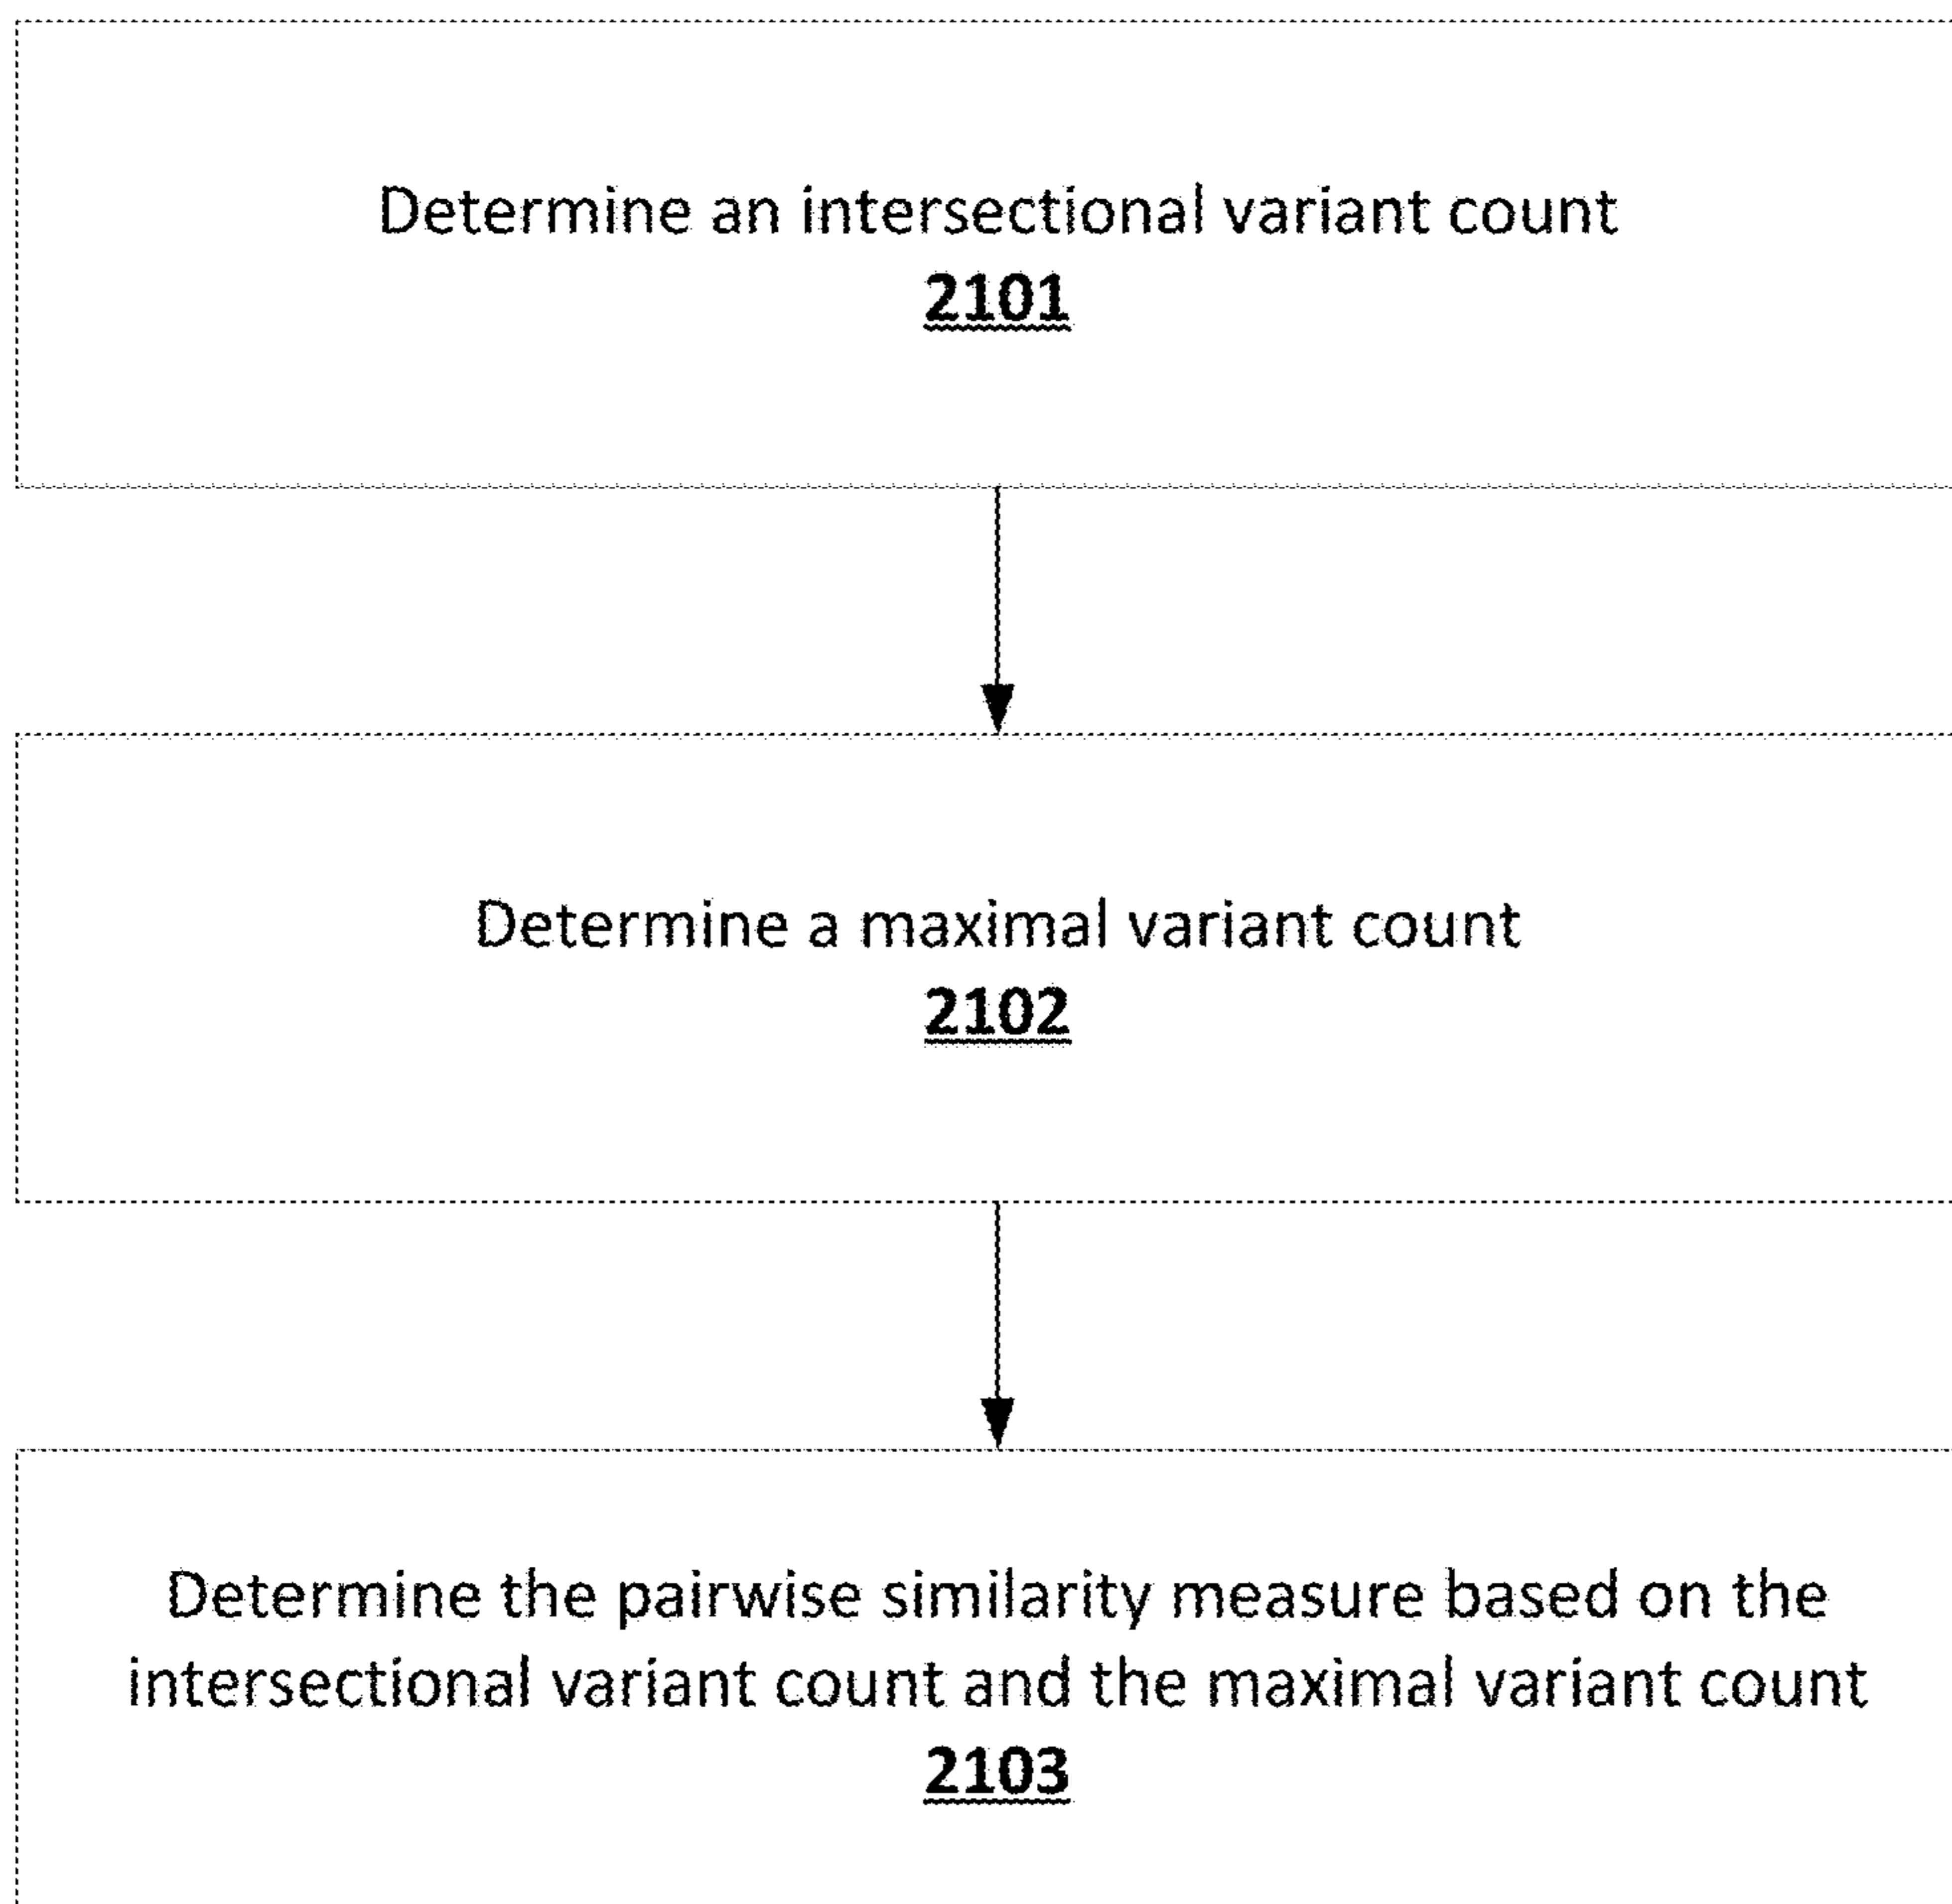 Determine an intersectional variant count
2101
Determine a maximal variant count
2102
Determine the pairwise similarity measure based on the
intersectional variant count and the maximal variant count
2103